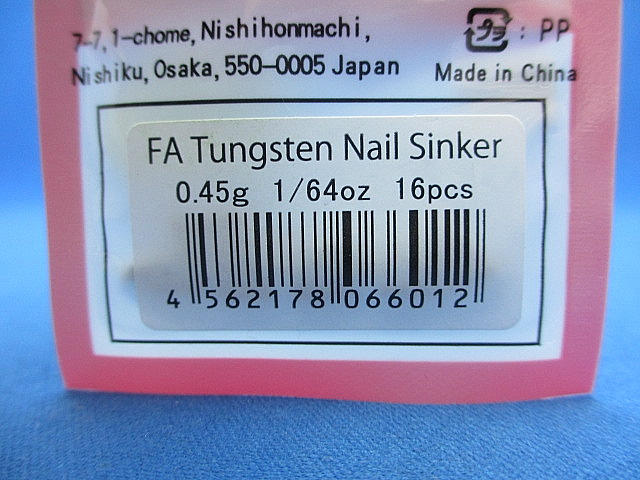 7-7, 1-chome, Nishihonmachi,
Nishiku, Osaka, 550-0005 Japan
プラ : PP
Made in China
FA Tungsten Nail Sinker
0.45g 1/64oz 16pcs
4 562178 066012